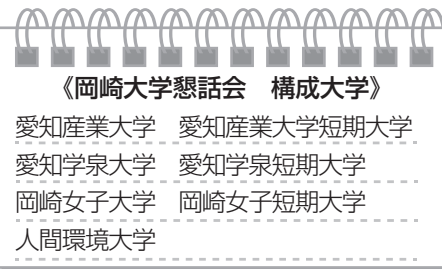 《岡崎大学懇話会　構成大学》
愛知産業大学　愛知産業大学短期大学
愛知学泉大学　愛知学泉短期大学
岡崎女子大学　岡崎女子短期大学
人間環境大学